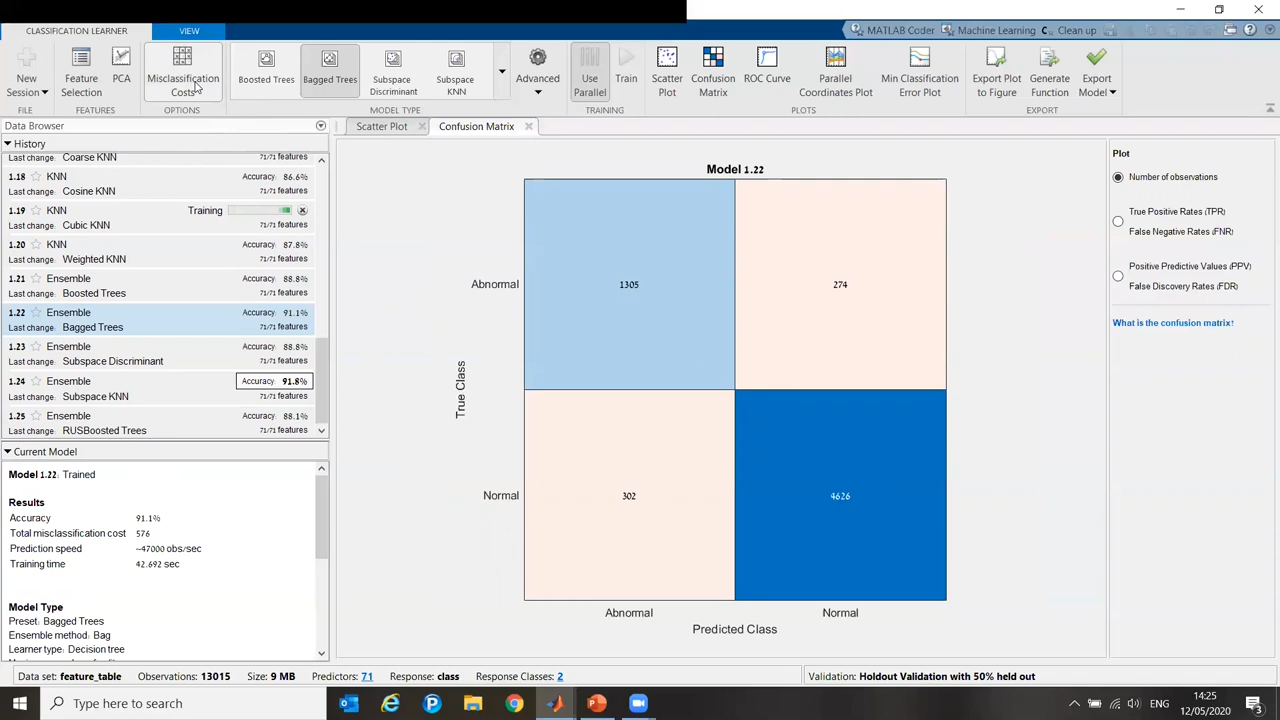 CLASSIFICATION LEARNER VIEW MATLAB Coder Machine Learning Clean up
New Session Feature Selection PCA Misclassification Costs Boosted Trees Bagged Trees Subspace Discriminant Subspace KNN Advanced Use Parallel Train Scatter Plot Confusion Matrix ROC Curve Parallel Coordinates Plot Min Classification Error Plot Export Plot to Figure Generate Function Export Model
FILE FEATURES OPTIONS MODEL TYPE TRAINING PLOTS EXPORT
Data Browser
Scatter Plot Confusion Matrix
History
Last change: Coarse KNN 71/71 features
1.18 KNN Accuracy: 86.6%
Last change: Cosine KNN 71/71 features
1.19 KNN Training
Last change: Cubic KNN 71/71 features
1.20 KNN Accuracy: 87.8%
Last change: Weighted KNN 71/71 features
1.21 Ensemble Accuracy: 88.8%
Last change: Boosted Trees 71/71 features
1.22 Ensemble Accuracy: 91.1%
Last change: Bagged Trees 71/71 features
1.23 Ensemble Accuracy: 88.8%
Last change: Subspace Discriminant 71/71 features
1.24 Ensemble Accuracy: 91.8%
Last change: Subspace KNN 71/71 features
1.25 Ensemble Accuracy: 88.1%
Last change: RUSBoosted Trees 71/71 features
Current Model
Model 1.22: Trained
Results
Accuracy 91.1%
Total misclassification cost 576
Prediction speed ~47000 obs/sec
Training time 42.692 sec
Model Type
Preset: Bagged Trees
Ensemble method: Bag
Learner type: Decision tree
Model 1.22
Abnormal 1305 274
True Class
Normal 302 4626
Abnormal Normal
Predicted Class
Plot
Number of observations
True Positive Rates (TPR)
False Negative Rates (FNR)
Positive Predictive Values (PPV)
False Discovery Rates (FDR)
What is the confusion matrix?
Data set: feature_table Observations: 13015 Size: 9 MB Predictors: 71 Response: class Response Classes: 2 Validation: Holdout Validation with 50% held out
Type here to search
ENG
14:25
12/05/2020
3